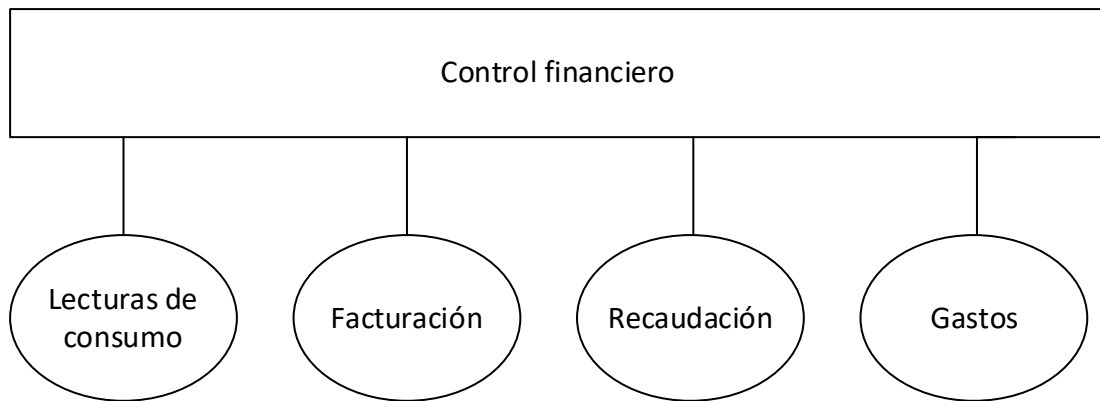 Control financiero
Lecturas de
consumo
Facturación
Recaudación
Gastos